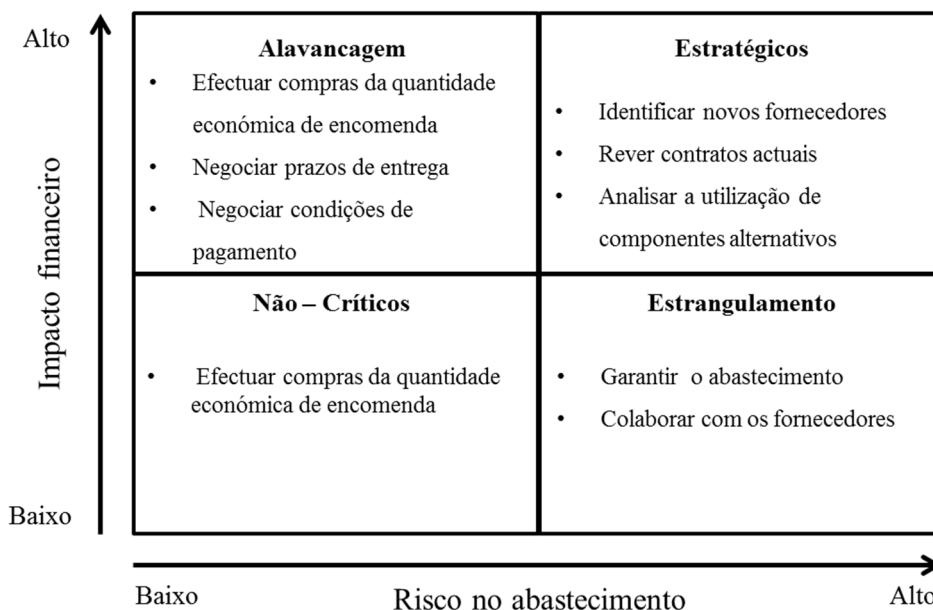 Alto
Impacto financeiro
Baixo
Alavancagem
• Efectuar compras da quantidade
económica de encomenda
• Negociar prazos de entrega
• Negociar condições de
pagamento
Estratégicos
• Identificar novos fornecedores
• Rever contratos actuais
• Analisar a utilização de
componentes alternativos
Não – Críticos
• Efectuar compras da quantidade
económica de encomenda
Estrangulamento
• Garantir o abastecimento
• Colaborar com os fornecedores
Baixo
Risco no abastecimento
Alto